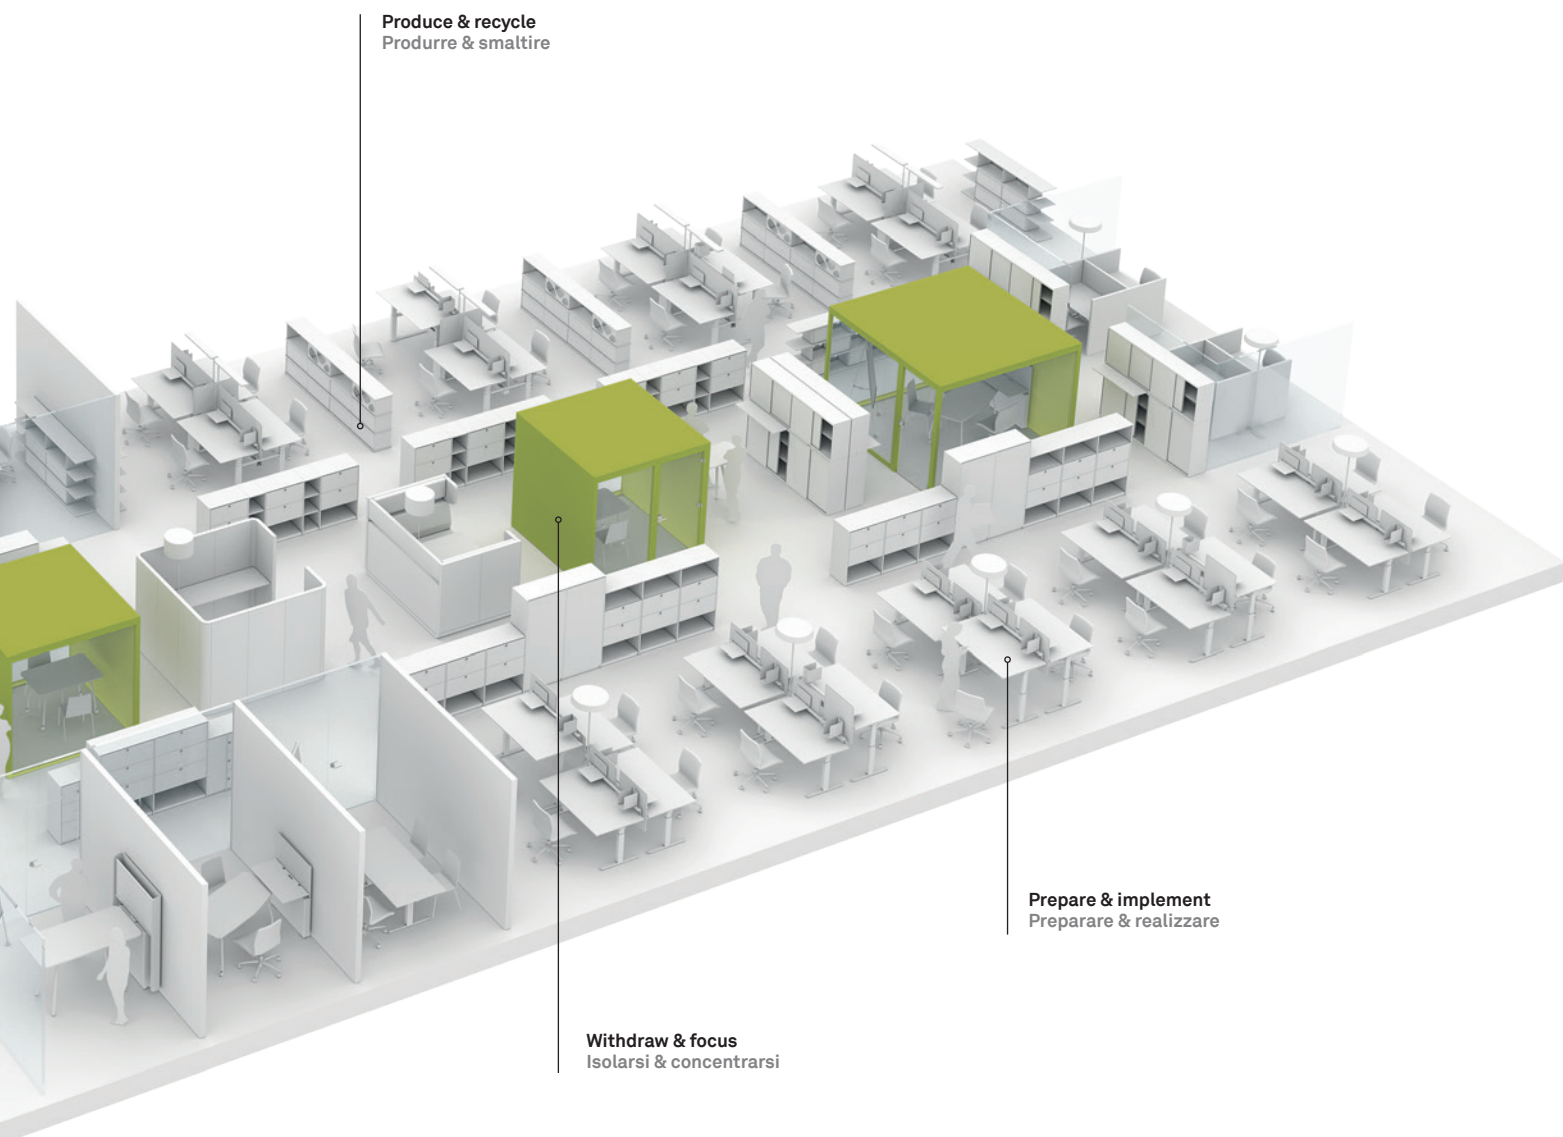 Produce & recycle
Produrre & smaltire
Prepare & implement
Preparare & realizzare
Withdraw & focus
Isolarsi & concentrarsi